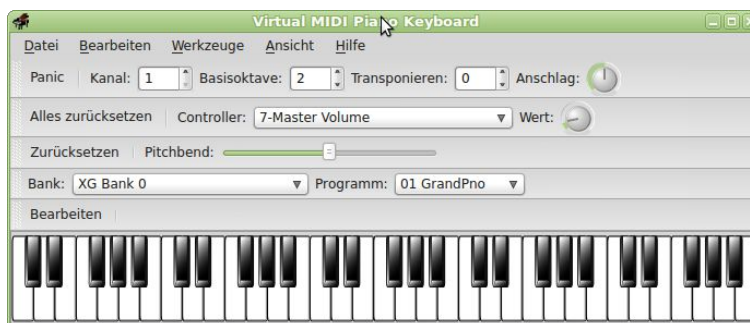 Virtual MIDI Piano Keyboard
Datei Bearbeiten Werkzeuge Ansicht Hilfe
Panic Kanal: 1 Basisoktave: 2 Transponieren: 0 Anschlag:
Alles zurücksetzen Controller: 7-Master Volume Wert:
Zurücksetzen Pitchbend:
Bank: XG Bank 0 Programm: 01 GrandPno
Bearbeiten